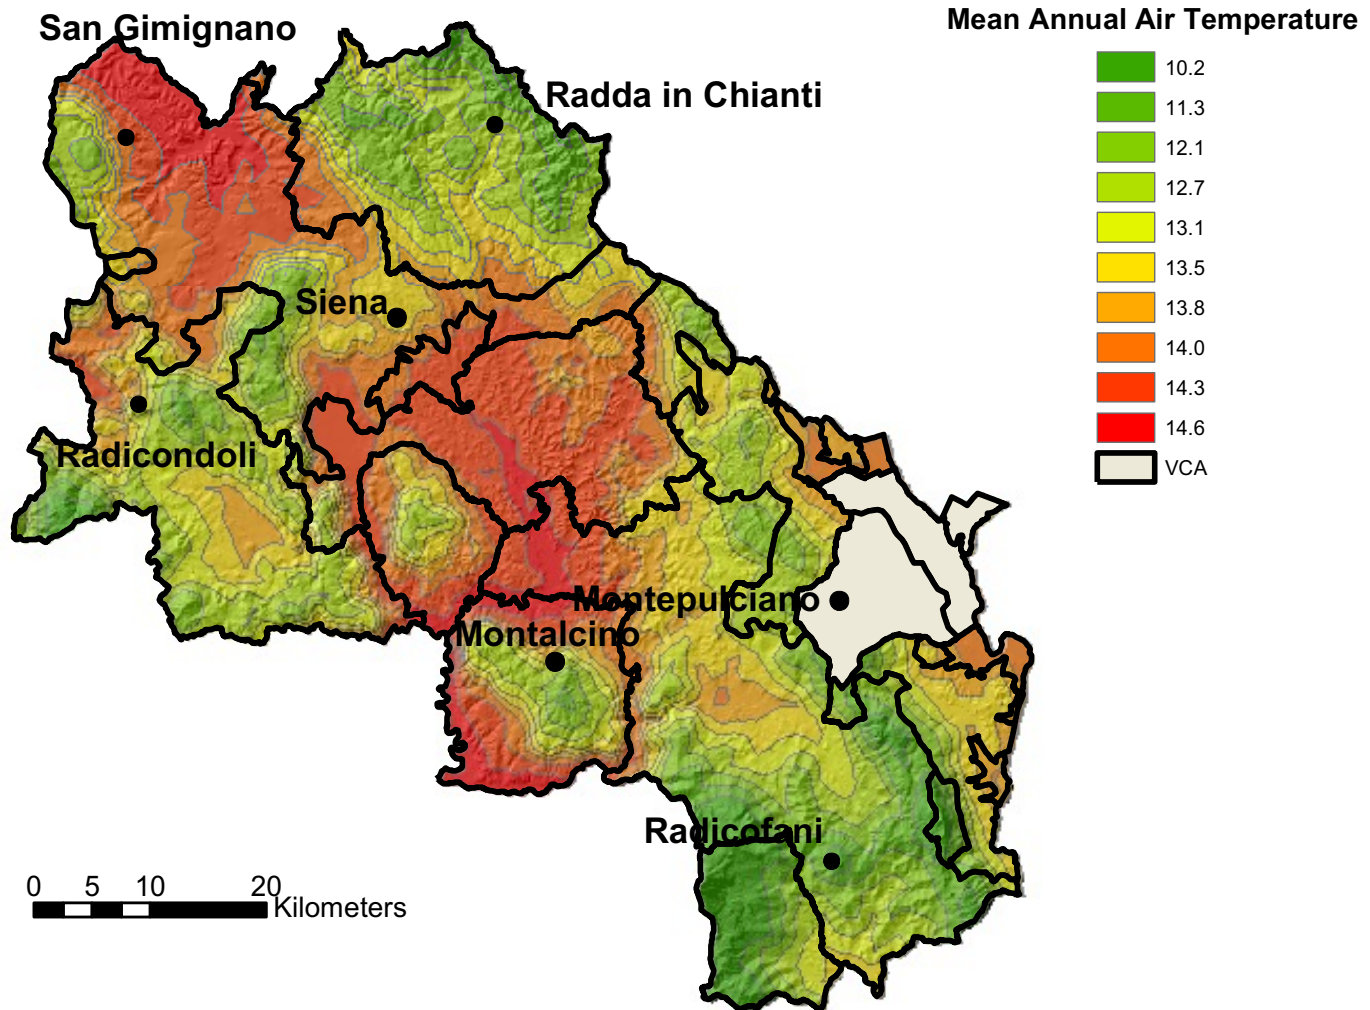 San Gimignano
Radda in Chianti
Siena
Radicondoli
Montepulciano
Montalcino
Radicofani
0 5 10 20
Kilometers
Mean Annual Air Temperature
10.2
11.3
12.1
12.7
13.1
13.5
13.8
14.0
14.3
14.6
VCA